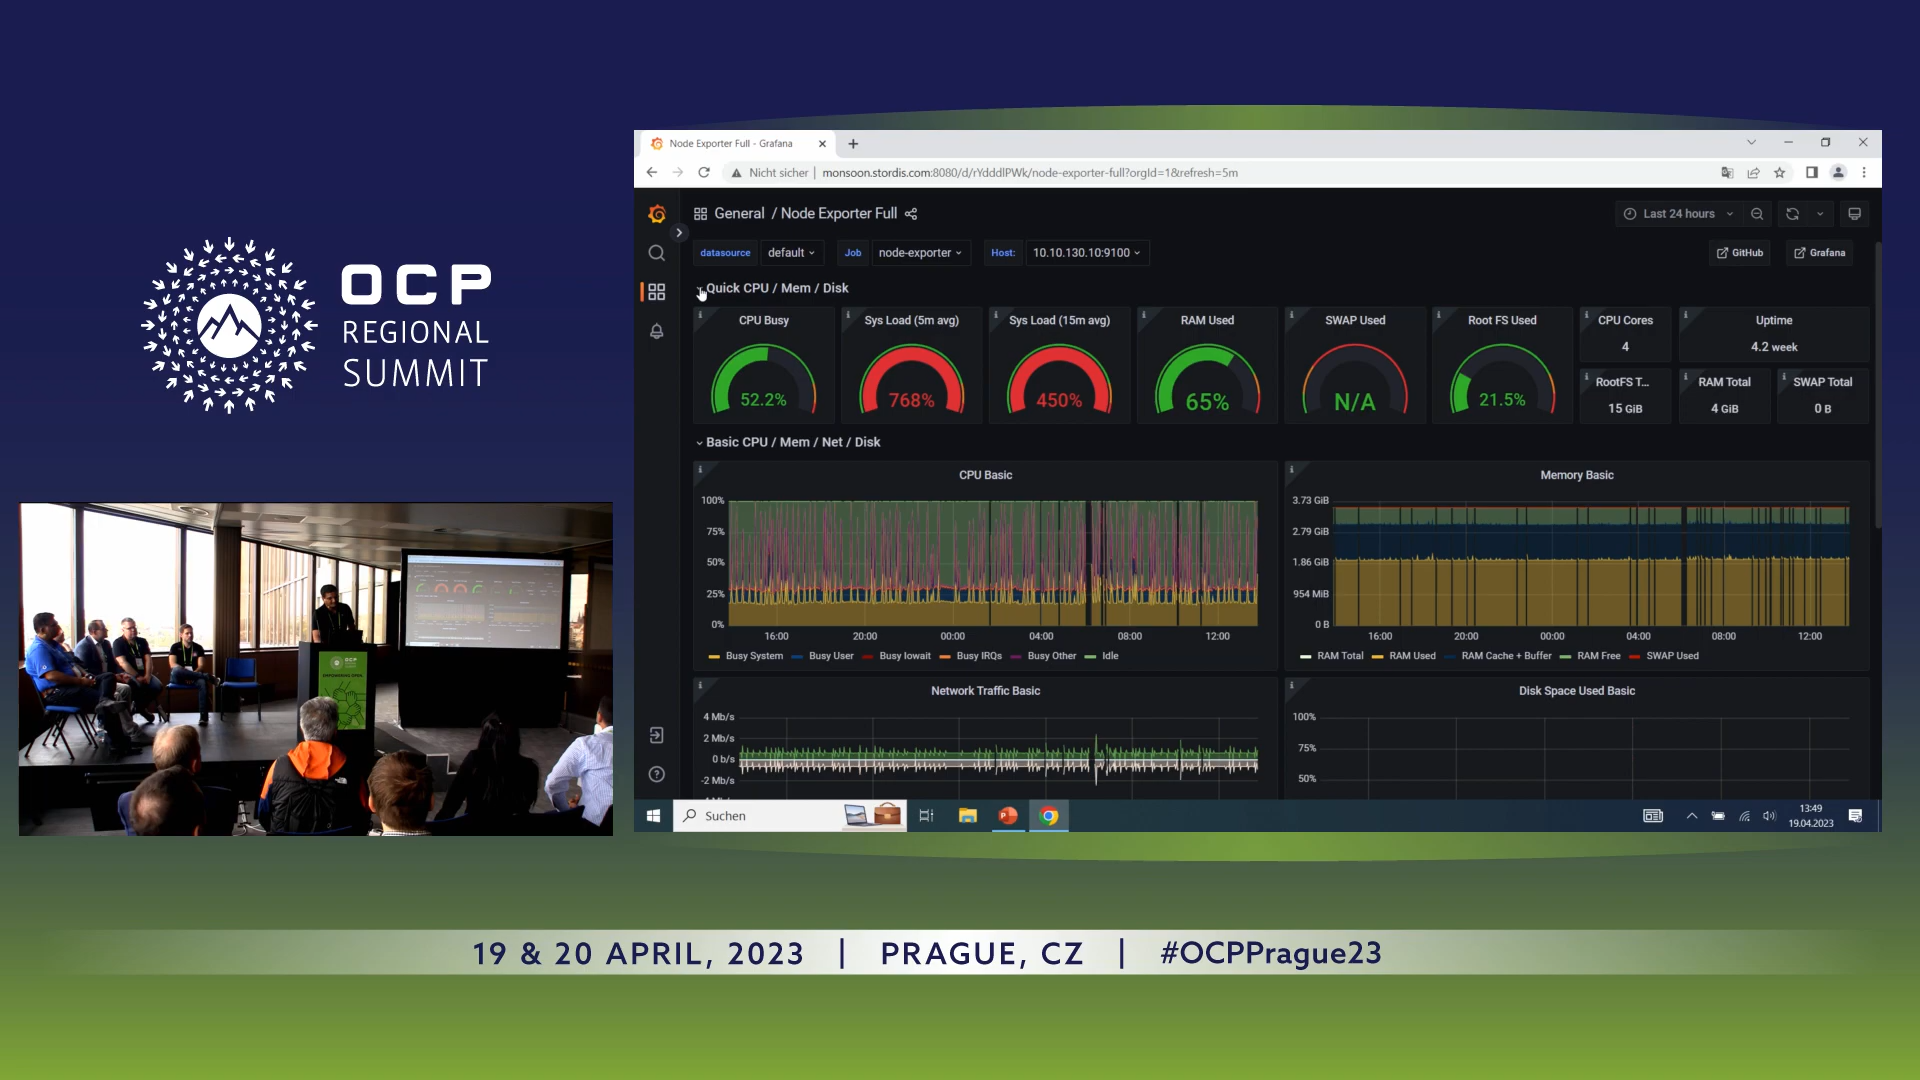 OCP
REGIONAL
SUMMIT
Node Exporter Full - Grafana
Nicht sicher | monsoon.stordis.com:8080/d/rYdddlPWk/node-exporter-full?orgId=1&refresh=5m
General / Node Exporter Full
Last 24 hours
datasource default Job node-exporter Host: 10.10.130.10:9100 GitHub Grafana
Quick CPU / Mem / Disk
CPU Busy Sys Load (5m avg) Sys Load (15m avg) RAM Used SWAP Used Root FS Used CPU Cores Uptime
4 4.2 week
52.2% 768% 450% 65% N/A 21.5%
RootFS T... RAM Total SWAP Total
15 GiB 4 GiB 0 B
Basic CPU / Mem / Net / Disk
CPU Basic
100%
75%
50%
25%
0%
16:00 20:00 00:00 04:00 08:00 12:00
Busy System Busy User Busy Iowait Busy IRQs Busy Other Idle
Memory Basic
3.73 GiB
2.79 GiB
1.86 GiB
954 MiB
0 B
16:00 20:00 00:00 04:00 08:00 12:00
RAM Total RAM Used RAM Cache + Buffer RAM Free SWAP Used
Network Traffic Basic
4 Mb/s
2 Mb/s
0 b/s
-2 Mb/s
Disk Space Used Basic
100%
75%
50%
Suchen
13:49
19.04.2023
OCP
19 & 20 APRIL, 2023 | PRAGUE, CZ | #OCPPrague23